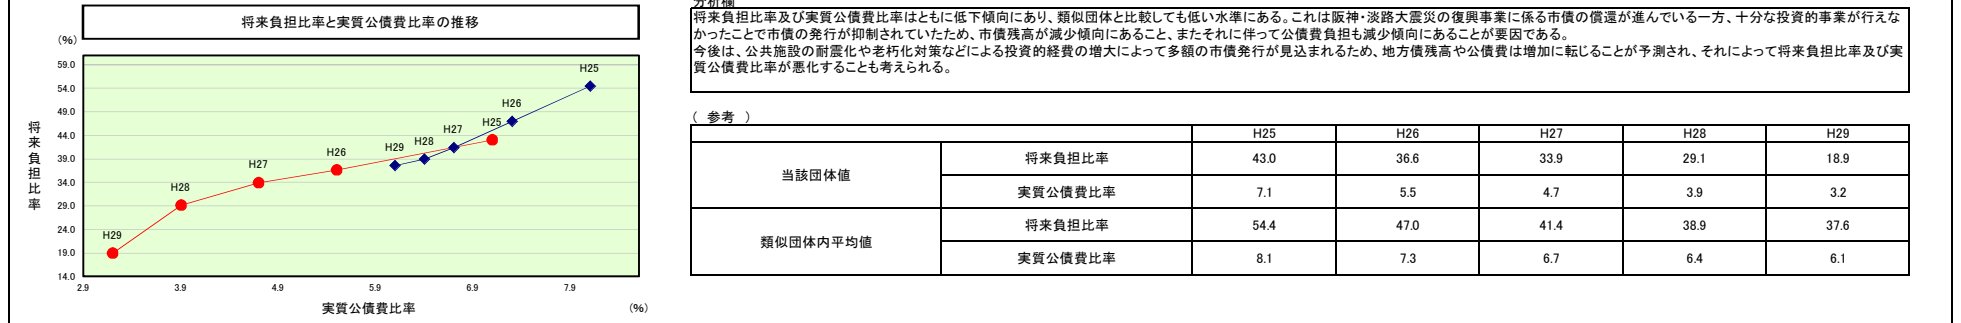 将来負担比率と実質公債費比率の推移
(%)
59.0
54.0
49.0
44.0
39.0
34.0
29.0
24.0
19.0
14.0
将来負担比率
H25
H26
H27
H28
H29
H25
H26
H27
H28
H29
2.9 3.9 4.9 5.9 6.9 7.9
実質公債費比率
(%)
分析欄
将来負担比率及び実質公債費比率はともに低下傾向にあり、類似団体と比較しても低い水準にある。これは阪神・淡路大震災の復興事業に係る市債の償還が進んでいる一方、十分な投資的事業が行えな
かったことで市債の発行が抑制されていたため、市債残高が減少傾向にあること、またそれに伴って公債費負担も減少傾向にあることが要因である。
今後は、公共施設の耐震化や老朽化対策などによる投資的経費の増大によって多額の市債発行が見込まれるため、地方債残高や公債費は増加に転じることが予測され、それによって将来負担比率及び実
質公債費比率が悪化することも考えられる。
( 参考 )
H25 H26 H27 H28 H29
当該団体値
将来負担比率 43.0 36.6 33.9 29.1 18.9
実質公債費比率 7.1 5.5 4.7 3.9 3.2
類似団体内平均値
将来負担比率 54.4 47.0 41.4 38.9 37.6
実質公債費比率 8.1 7.3 6.7 6.4 6.1